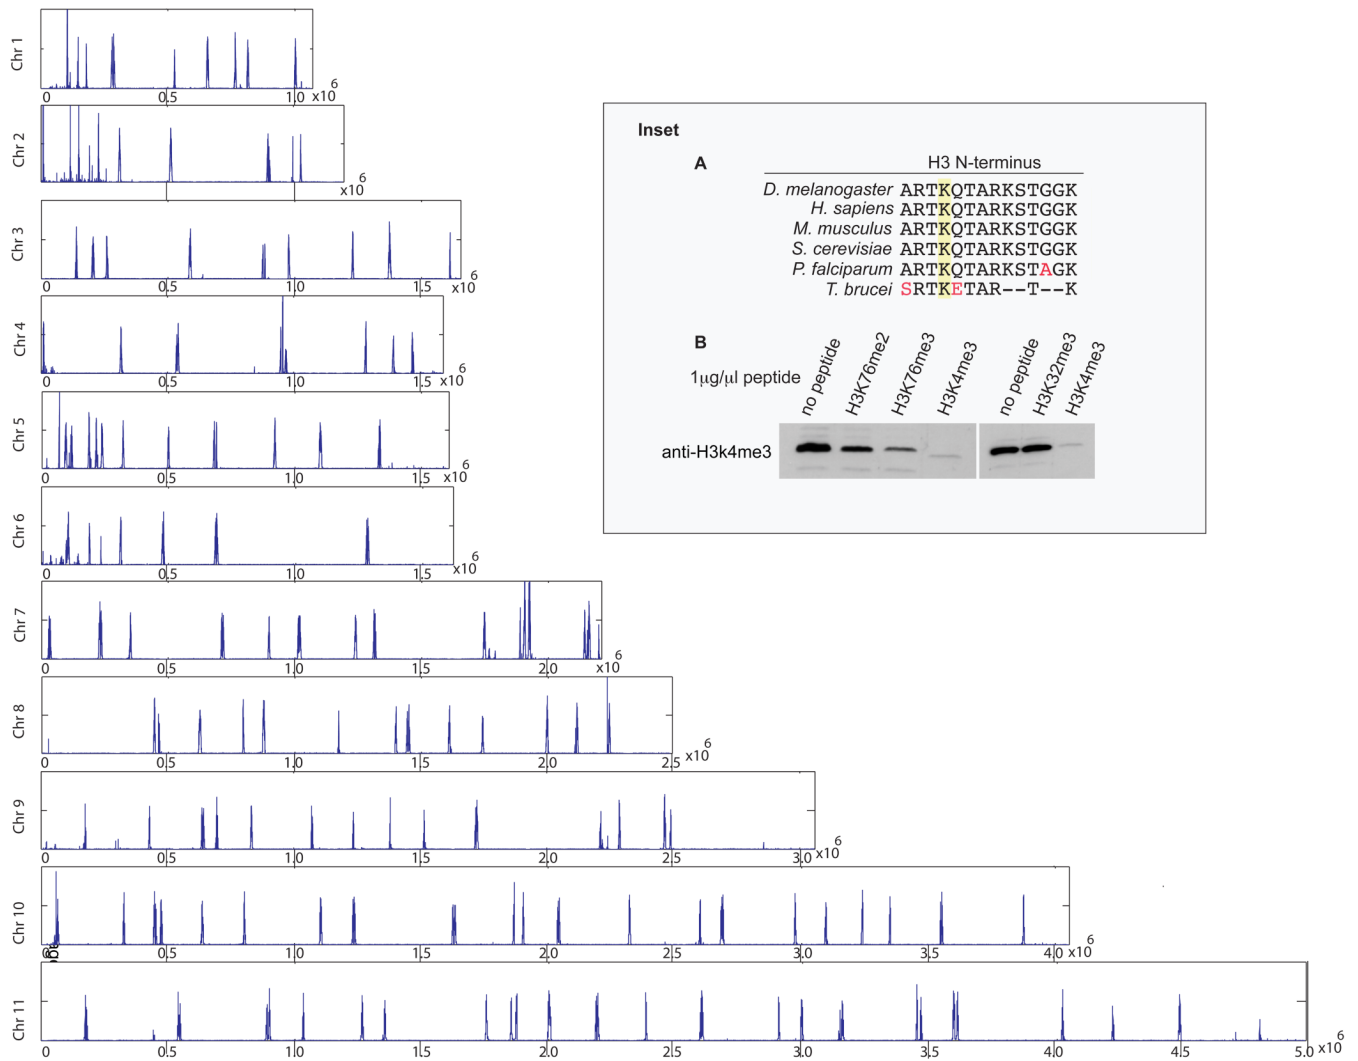 Chr 1
0 0.5 1.0 x10 6
Chr 2
0 0.5 1.0 x10 6
Chr 3
0 0.5 1.0 1.5 x10 6
Chr 4
0 0.5 1.0 1.5 x10 6
Chr 5
0 0.5 1.0 1.5 x10 6
Chr 6
0 0.5 1.0 1.5 x10 6
Chr 7
0 0.5 1.0 1.5 2.0 x10 6
Chr 8
0 0.5 1.0 1.5 2.0 2.5 x10 6
Chr 9
0 0.5 1.0 1.5 2.0 2.5 3.0 x10 6
Chr 10
0 0.5 1.0 1.5 2.0 2.5 3.0 3.5 4.0 x10 6
Chr 11
0 0.5 1.0 1.5 2.0 2.5 3.0 3.5 4.0 4.5 5.0 x10 6
Inset
A
H3 N-terminus
D. melanogaster ARTKQTARKSTGGK
H. sapiens ARTKQTARKSTGGK
M. musculus ARTKQTARKSTGGK
S. cerevisiae ARTKQTARKSTGGK
P. falciparum ARTKQTARKSTAGK
T. brucei SRTKETAR--T--K
B
1µg/µl peptide
no peptide H3K76me2 H3K76me3 H3K4me3 no peptide H3K32me3 H3K4me3
anti-H3k4me3